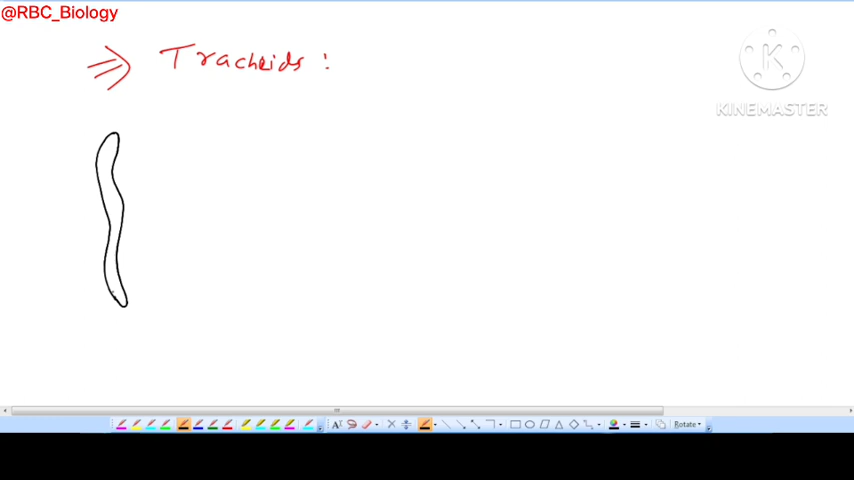 @RBC_Biology
⇒ Tracheids :
KINEMASTER
Rotate